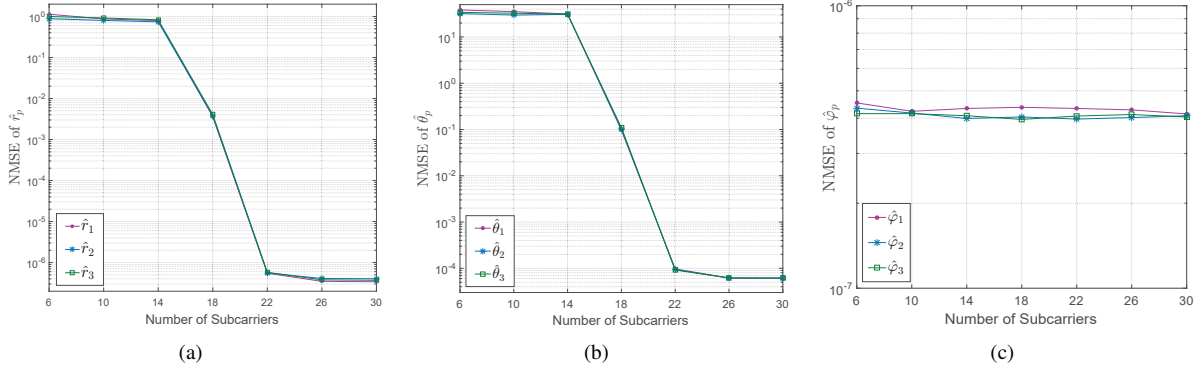 10^0
10^-1
10^-2
10^-3
10^-4
10^-5
10^-6
NMSE of r̂_p
r̂_1
r̂_2
r̂_3
6 10 14 18 22 26 30
Number of Subcarriers
(a)
10^1
10^0
10^-1
10^-2
10^-3
10^-4
NMSE of θ̂_p
θ̂_1
θ̂_2
θ̂_3
6 10 14 18 22 26 30
Number of Subcarriers
(b)
10^-6
10^-7
NMSE of φ̂_p
φ̂_1
φ̂_2
φ̂_3
6 10 14 18 22 26 30
Number of Subcarriers
(c)